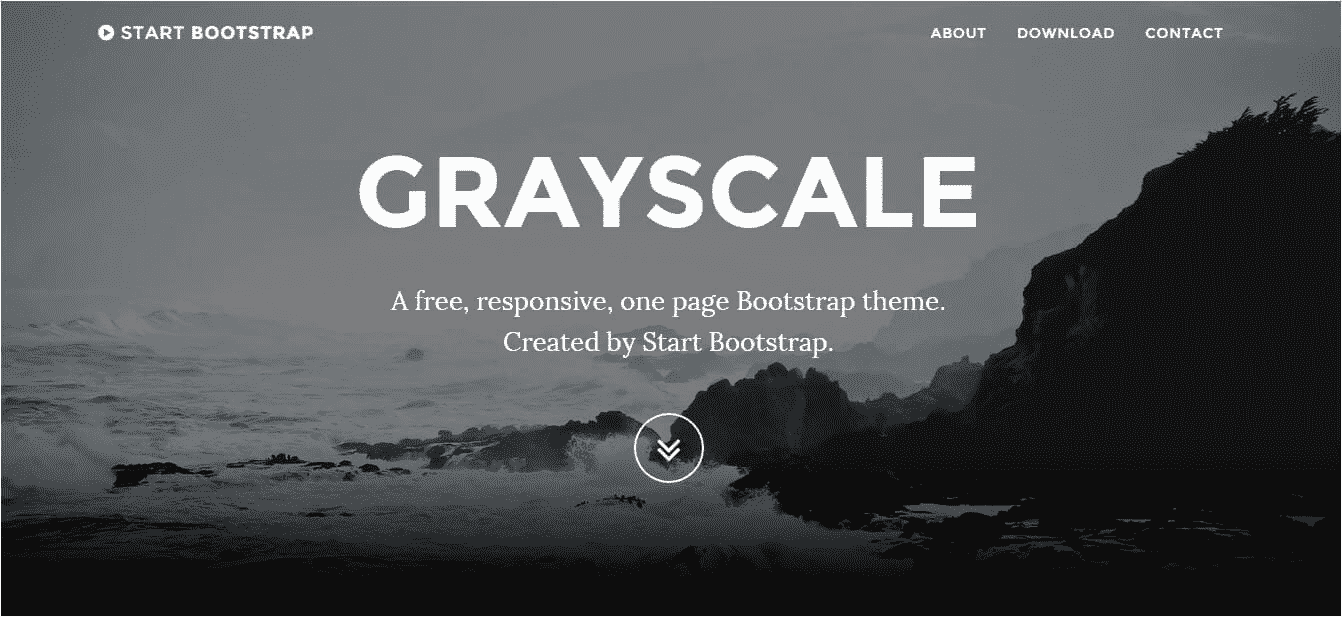 START BOOTSTRAP
ABOUT DOWNLOAD CONTACT
GRAYSCALE
A free, responsive, one page Bootstrap theme.
Created by Start Bootstrap.